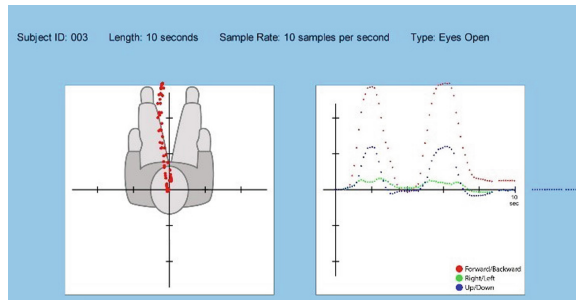 Subject ID: 003 Length: 10 seconds Sample Rate: 10 samples per second Type: Eyes Open
10
sec
Forward/Backward
Right/Left
Up/Down